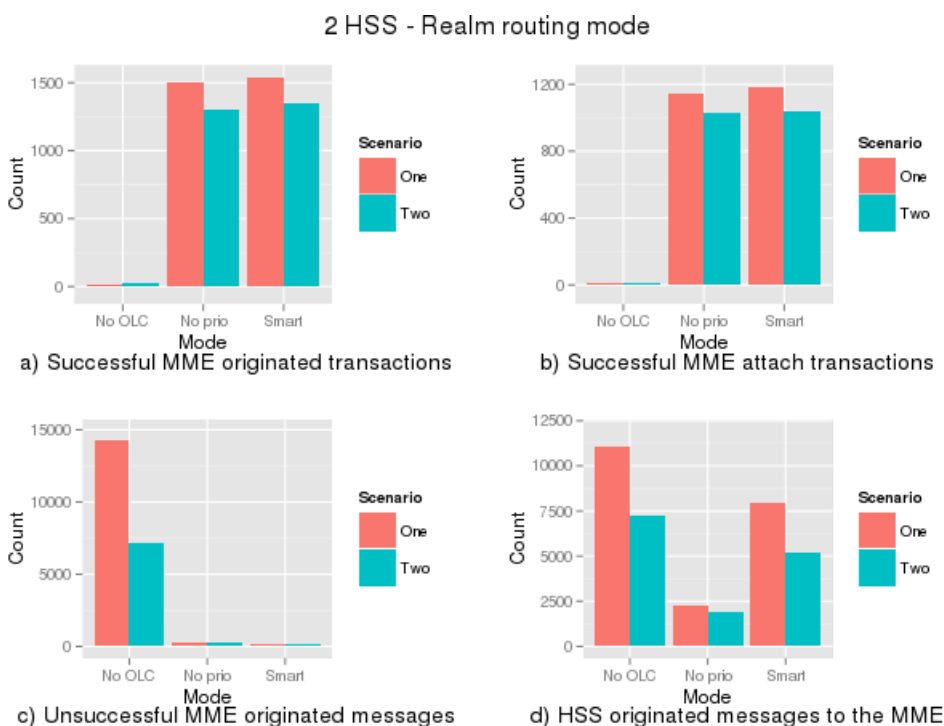 2 HSS - Realm routing mode
1500
1000
500
0
Count
No OLC No prio Smart
Mode
Scenario
One
Two
a) Successful MME originated transactions
1200
800
400
0
Count
No OLC No prio Smart
Mode
Scenario
One
Two
b) Successful MME attach transactions
15000
10000
5000
0
Count
No OLC No prio Smart
Mode
Scenario
One
Two
c) Unsuccessful MME originated messages
12500
10000
7500
5000
2500
0
Count
No OLC No prio Smart
Mode
Scenario
One
Two
d) HSS originated messages to the MME